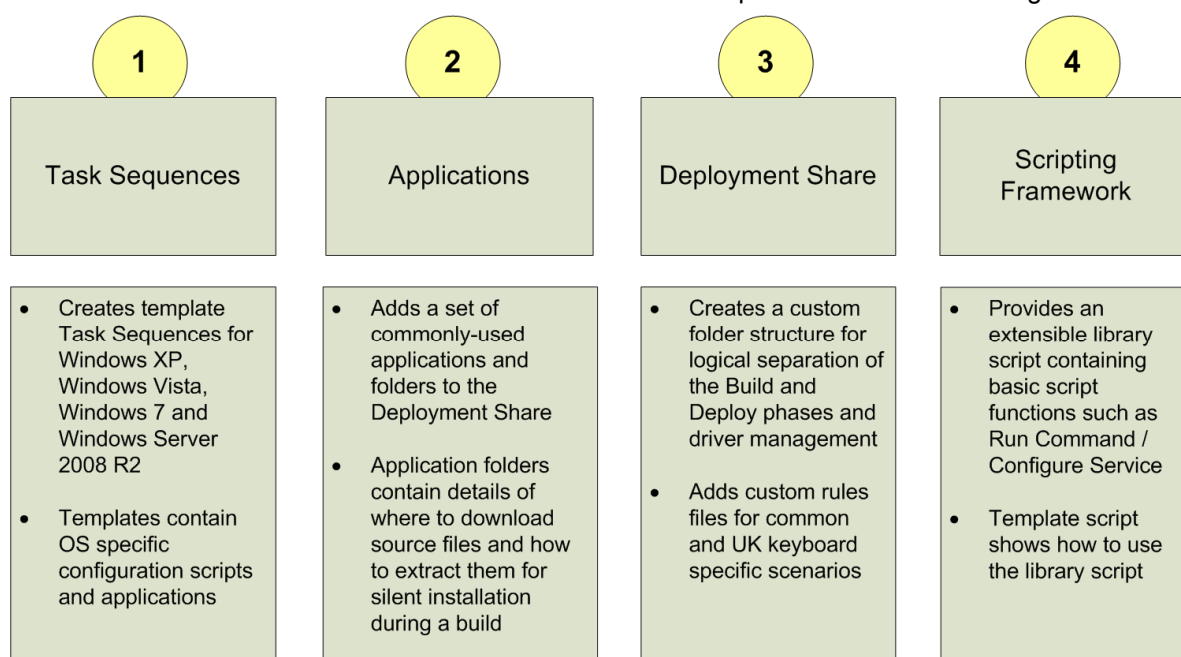 1
Task Sequences
• Creates template
Task Sequences for
Windows XP,
Windows Vista,
Windows 7 and
Windows Server
2008 R2
• Templates contain
OS specific
configuration scripts
and applications
2
Applications
• Adds a set of
commonly-used
applications and
folders to the
Deployment Share
• Application folders
contain details of
where to download
source files and how
to extract them for
silent installation
during a build
3
Deployment Share
• Creates a custom
folder structure for
logical separation of
the Build and
Deploy phases and
driver management
• Adds custom rules
files for common
and UK keyboard
specific scenarios
4
Scripting
Framework
• Provides an
extensible library
script containing
basic script
functions such as
Run Command /
Configure Service
• Template script
shows how to use
the library script